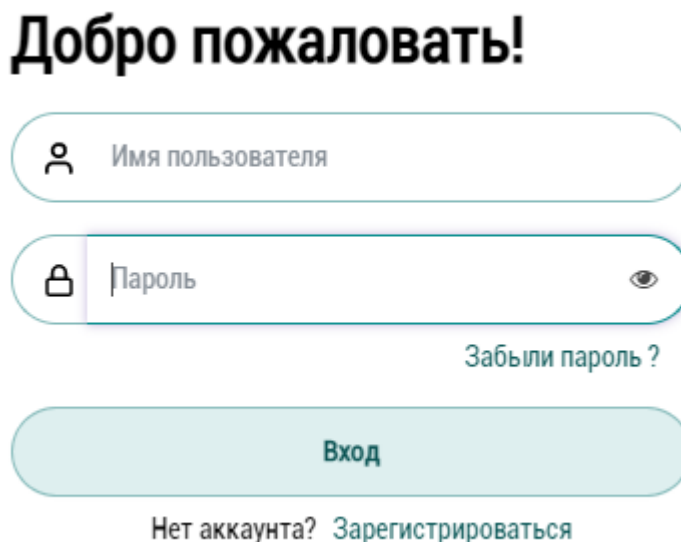 Добро пожаловать!
Имя пользователя
Пароль
Забыли пароль ?
Вход
Нет аккаунта? Зарегистрироваться